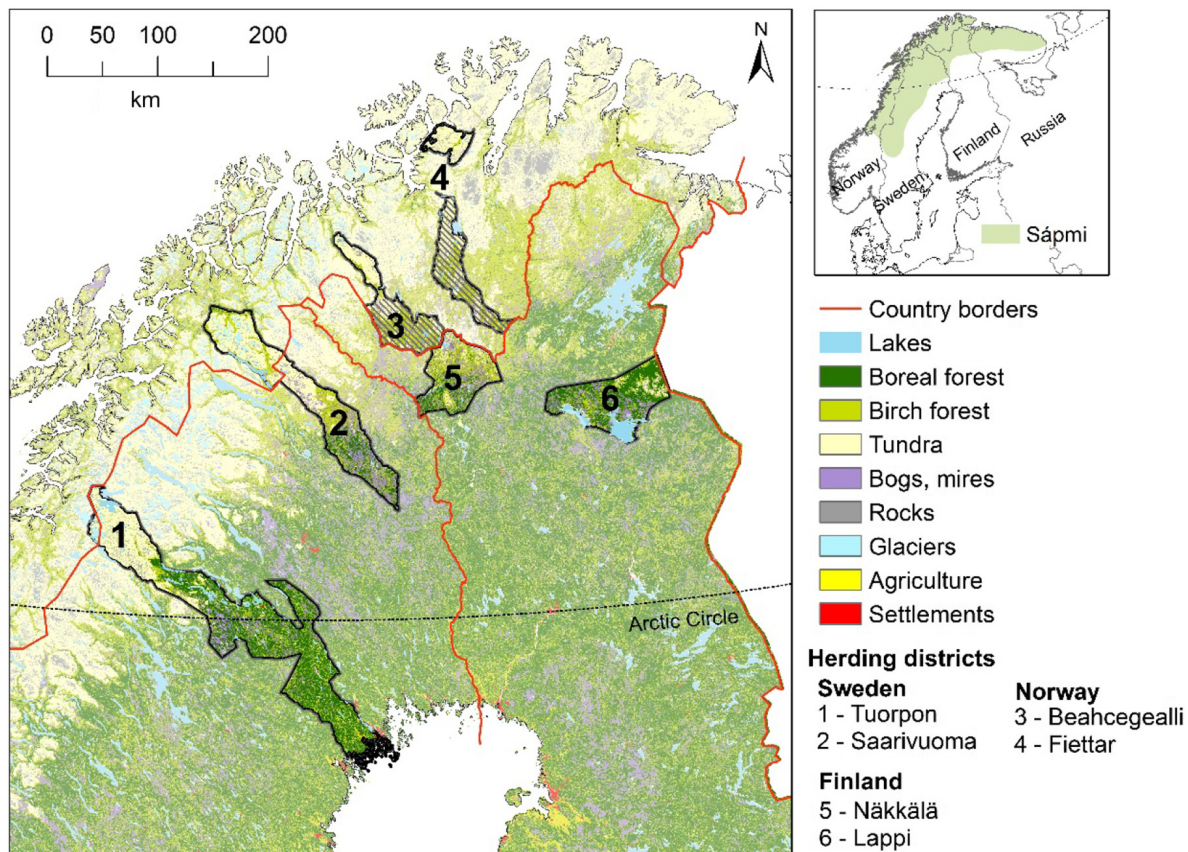 0 50 100 200
km
N
4
3
5
6
2
1
Arctic Circle
Norway
Sweden
Finland
Russia
Sápmi
Country borders
Lakes
Boreal forest
Birch forest
Tundra
Bogs, mires
Rocks
Glaciers
Agriculture
Settlements
Herding districts
Sweden
1 - Tuorpon
2 - Saarivuoma
Norway
3 - Beahcegealli
4 - Fiettar
Finland
5 - Näkkälä
6 - Lappi